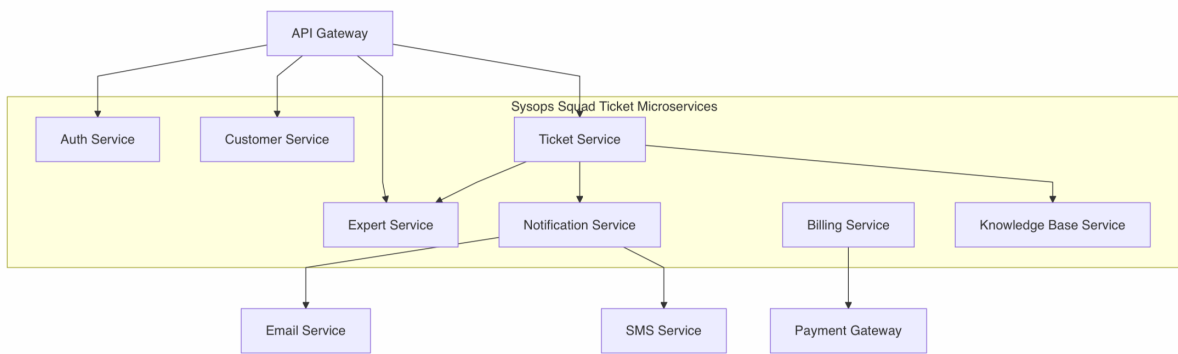 API Gateway
Sysops Squad Ticket Microservices
Auth Service
Customer Service
Ticket Service
Expert Service
Notification Service
Billing Service
Knowledge Base Service
Email Service
SMS Service
Payment Gateway